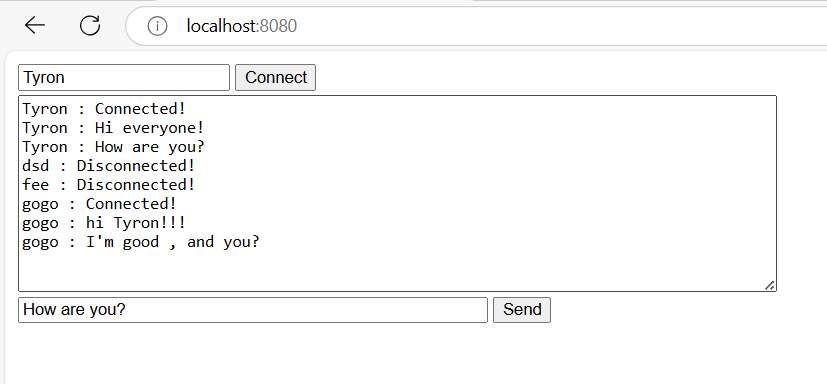 localhost:8080
Tyron Connect
Tyron : Connected!
Tyron : Hi everyone!
Tyron : How are you?
dsd : Disconnected!
fee : Disconnected!
gogo : Connected!
gogo : hi Tyron!!!
gogo : I'm good , and you?
How are you? Send